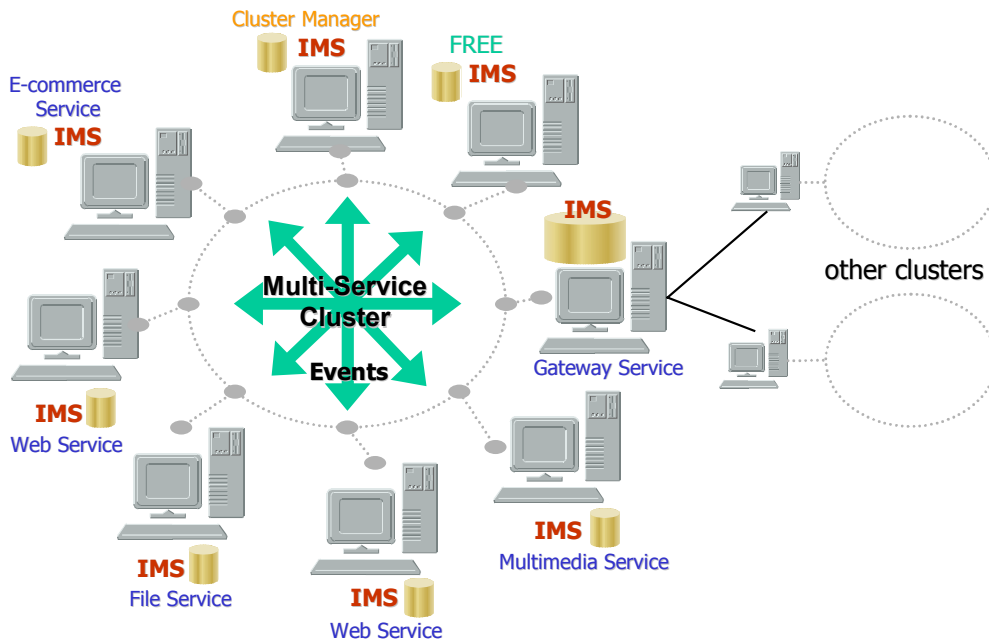 Cluster Manager
IMS
FREE
IMS
E-commerce
Service
IMS
IMS
Multi-Service
Cluster
Events
other clusters
Gateway Service
IMS
Web Service
IMS
File Service
IMS
Web Service
IMS
Multimedia Service